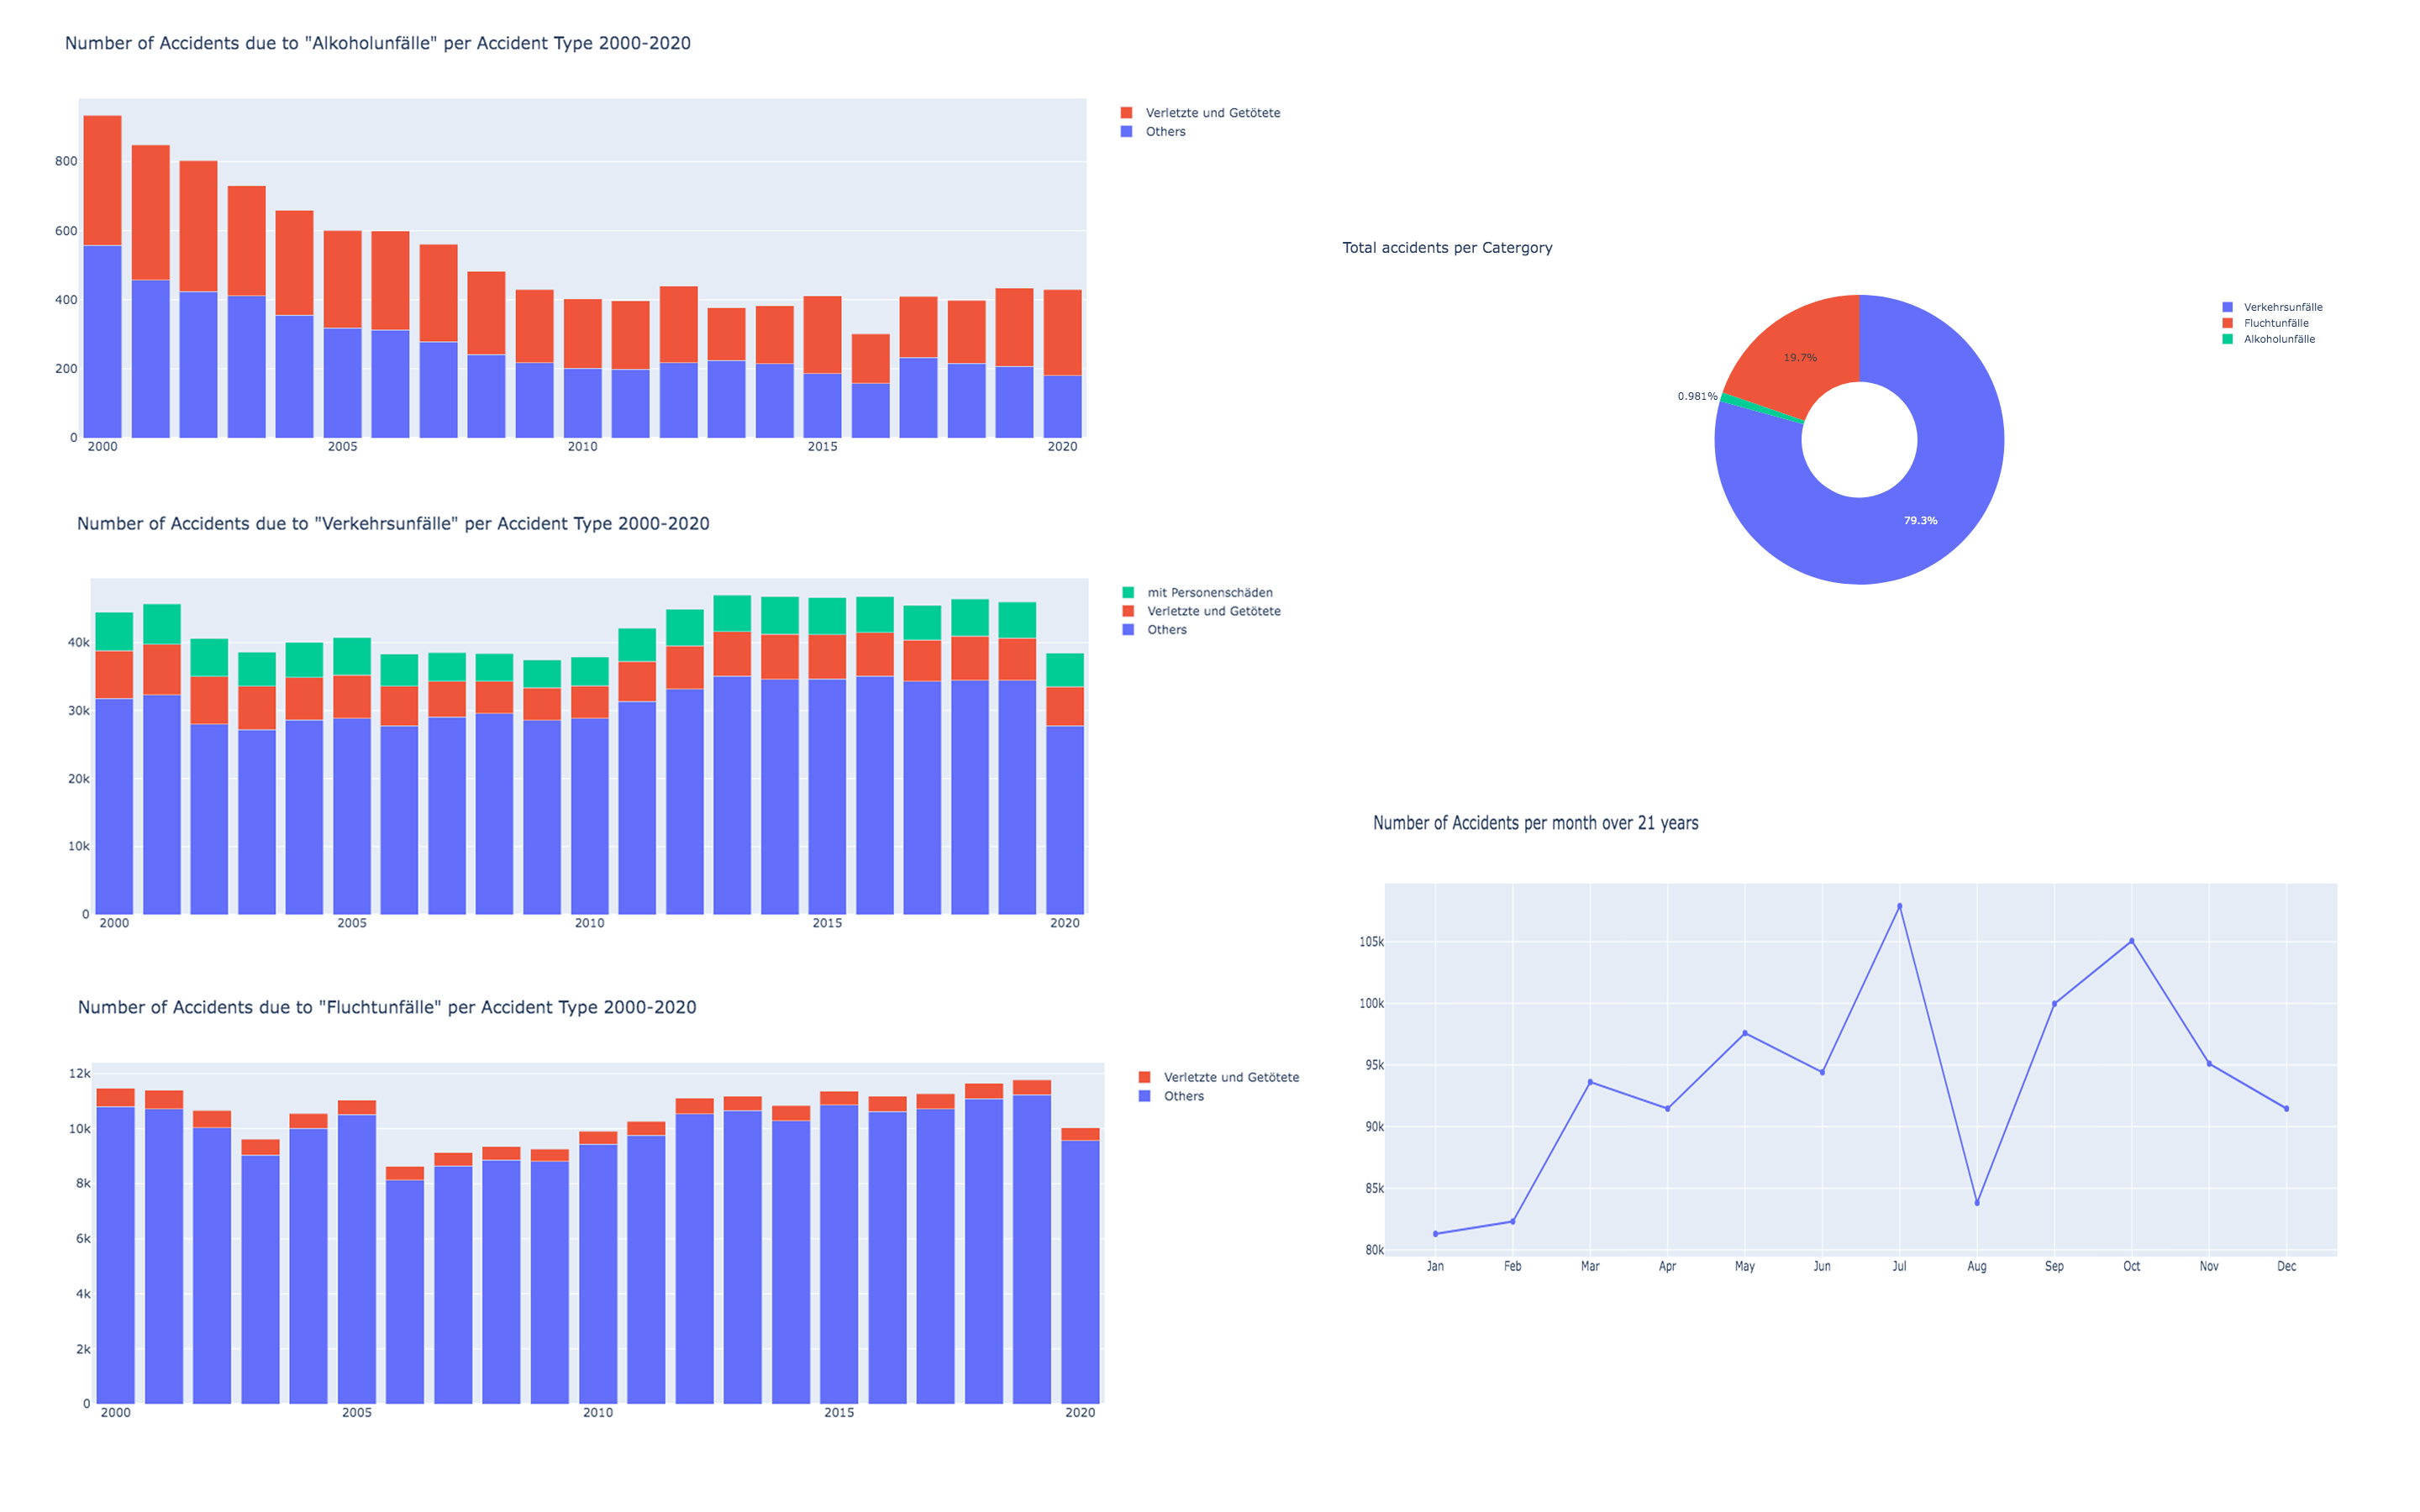 Number of Accidents due to "Alkoholunfälle" per Accident Type 2000-2020
Verletzte und Getötete
Others
800
600
400
200
0
2000 2005 2010 2015 2020
Number of Accidents due to "Verkehrsunfälle" per Accident Type 2000-2020
mit Personenschäden
Verletzte und Getötete
Others
40k
30k
20k
10k
0
2000 2005 2010 2015 2020
Number of Accidents due to "Fluchtunfälle" per Accident Type 2000-2020
Verletzte und Getötete
Others
12k
10k
8k
6k
4k
2k
0
2000 2005 2010 2015 2020
Total accidents per Catergory
Verkehrsunfälle
Fluchtunfälle
Alkoholunfälle
19.7%
0.981%
79.3%
Number of Accidents per month over 21 years
105k
100k
95k
90k
85k
80k
Jan Feb Mar Apr May Jun Jul Aug Sep Oct Nov Dec